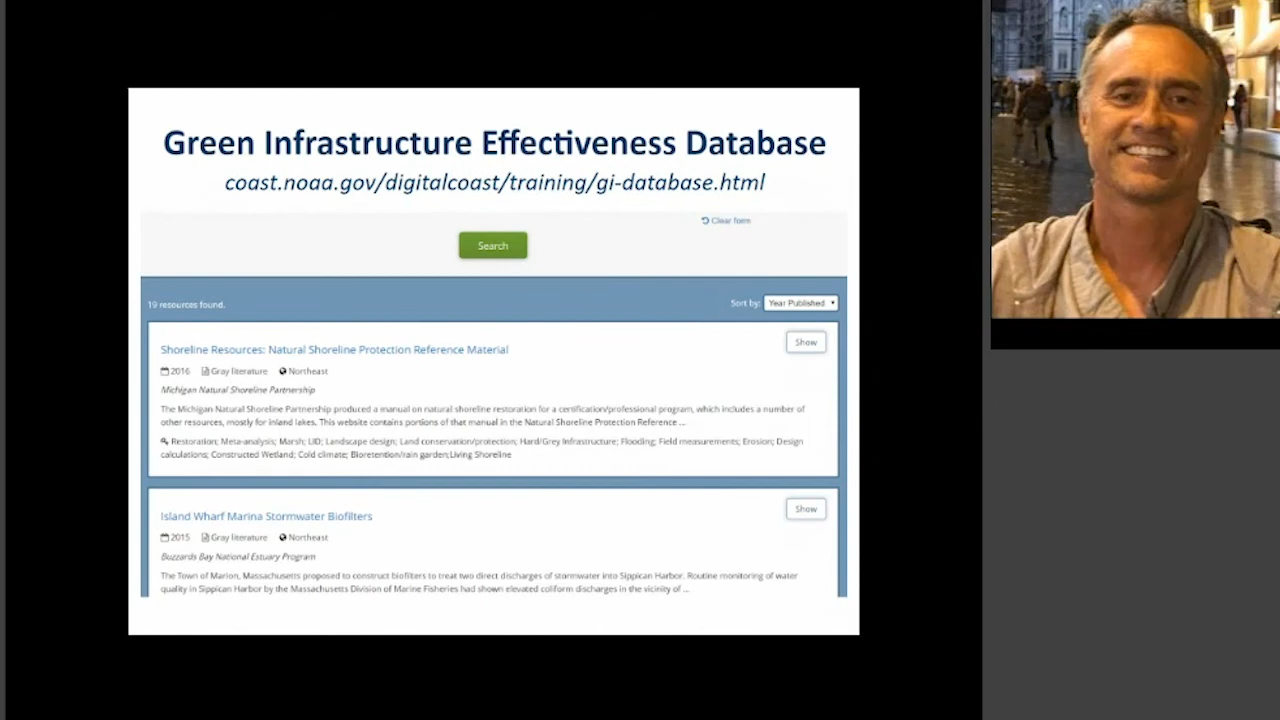 Green Infrastructure Effectiveness Database
coast.noaa.gov/digitalcoast/training/gi-database.html
Clear form
Search
19 resources found.
Sort by: Year Published
Shoreline Resources: Natural Shoreline Protection Reference Material
Show
2016 Gray literature Northeast
Michigan Natural Shoreline Partnership
The Michigan Natural Shoreline Partnership produced a manual on natural shoreline restoration for a certification/professional program, which includes a number of
other resources, mostly for inland lakes. This website contains portions of that manual in the Natural Shoreline Protection Reference ...
Restoration; Meta-analysis; Marsh; LID; Landscape design; Land conservation/protection; Hard/Grey Infrastructure; Flooding; Field measurements; Erosion; Design
calculations; Constructed Wetland; Cold climate; Bioretention/rain garden;Living Shoreline
Island Wharf Marina Stormwater Biofilters
Show
2015 Gray literature Northeast
Buzzards Bay National Estuary Program
The Town of Marion, Massachusetts proposed to construct biofilters to treat two direct discharges of stormwater into Sippican Harbor. Routine monitoring of water
quality in Sippican Harbor by the Massachusetts Division of Marine Fisheries had shown elevated coliform discharges in the vicinity of ...